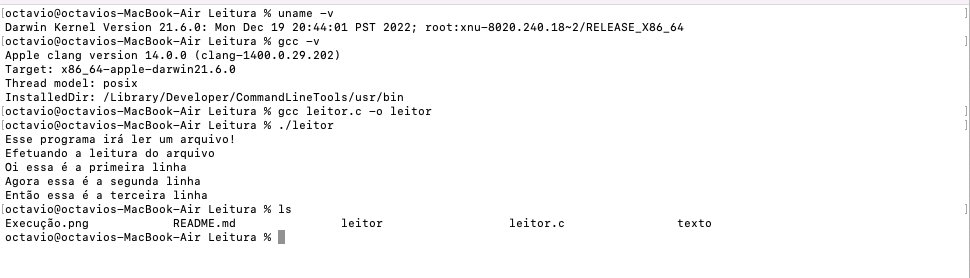 [octavio@octavios-MacBook-Air Leitura % uname -v ]
Darwin Kernel Version 21.6.0: Mon Dec 19 20:44:01 PST 2022; root:xnu-8020.240.18~2/RELEASE_X86_64
[octavio@octavios-MacBook-Air Leitura % gcc -v ]
Apple clang version 14.0.0 (clang-1400.0.29.202)
Target: x86_64-apple-darwin21.6.0
Thread model: posix
InstalledDir: /Library/Developer/CommandLineTools/usr/bin
[octavio@octavios-MacBook-Air Leitura % gcc leitor.c -o leitor ]
[octavio@octavios-MacBook-Air Leitura % ./leitor ]
Esse programa irá ler um arquivo!
Efetuando a leitura do arquivo
Oi essa é a primeira linha
Agora essa é a segunda linha
Então essa é a terceira linha
[octavio@octavios-MacBook-Air Leitura % ls ]
Execução.png README.md leitor leitor.c texto
octavio@octavios-MacBook-Air Leitura %